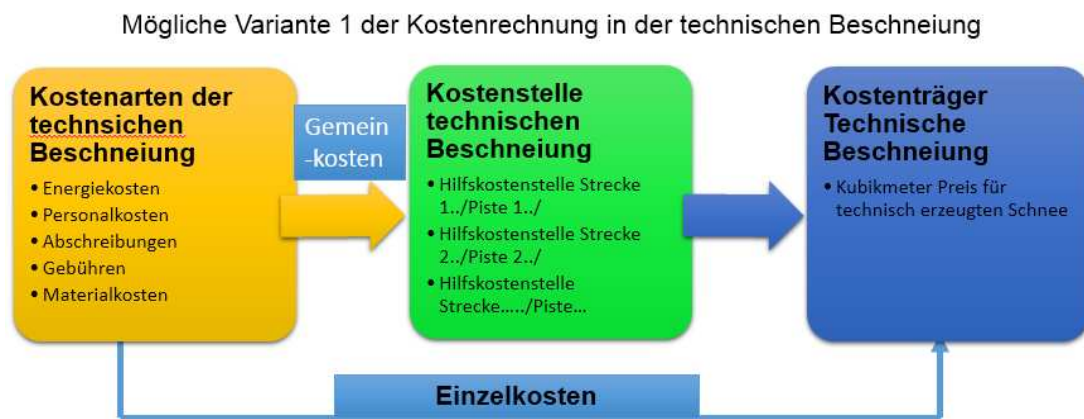 Mögliche Variante 1 der Kostenrechnung in der technischen Beschneiung
Kostenarten der
technsichen
Beschneiung
• Energiekosten
• Personalkosten
• Abschreibungen
• Gebühren
• Materialkosten
Gemein
-kosten
Kostenstelle
technischen
Beschneiung
• Hilfskostenstelle Strecke
1../Piste 1../
• Hilfskostenstelle Strecke
2../Piste 2../
• Hilfskostenstelle
Strecke…../Piste…
Kostenträger
Technische
Beschneiung
• Kubikmeter Preis für
technisch erzeugten Schnee
Einzelkosten